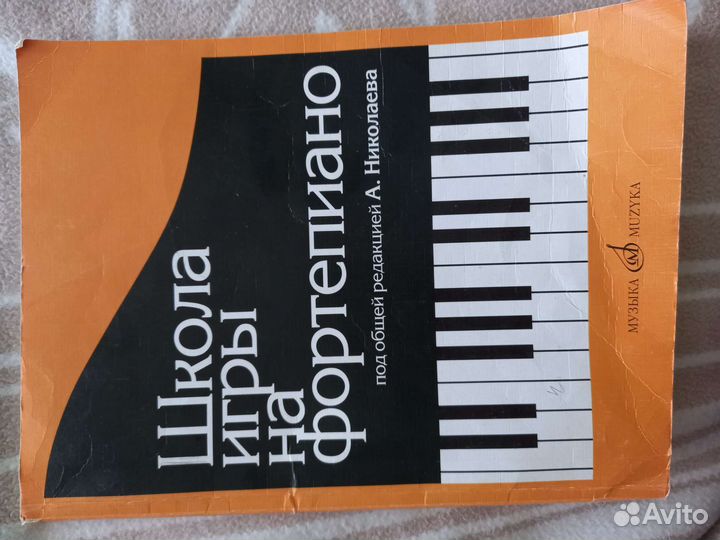 Школа
игры
на
фортепиано
под общей редакцией А. Николаева
МУЗЫКА M MUZYKA
Avito